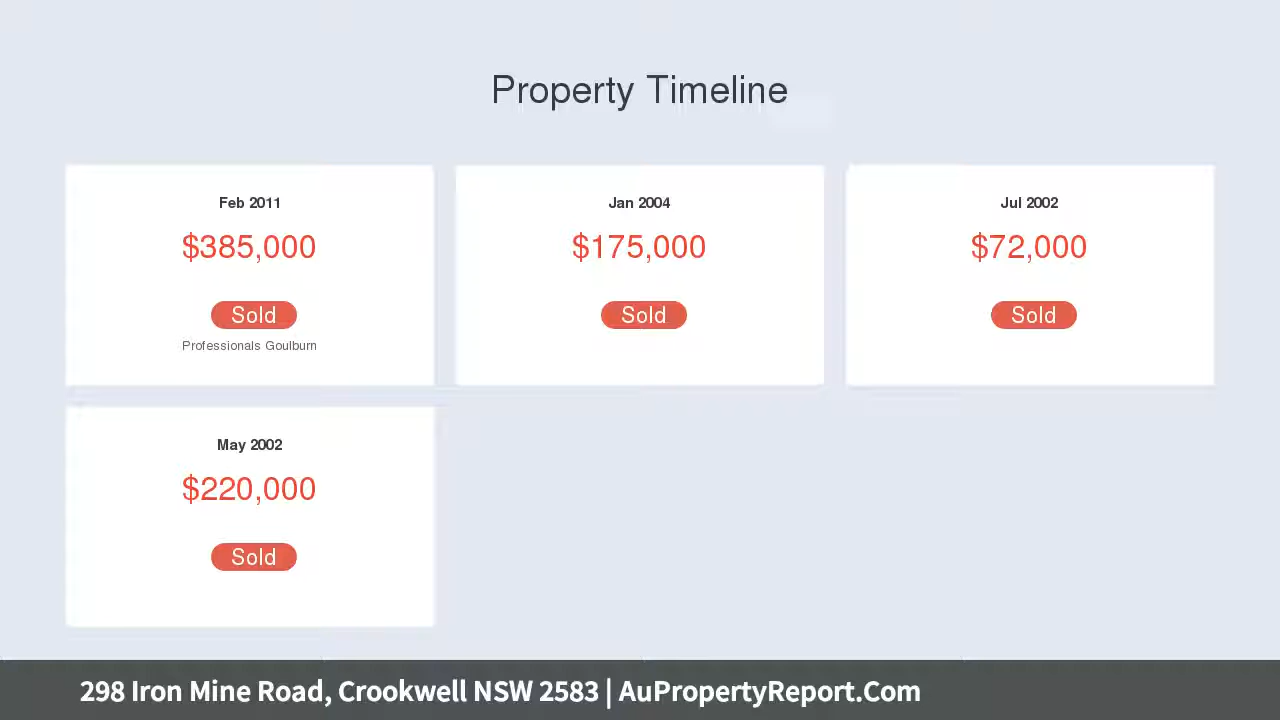 Property Timeline
Feb 2011
$385,000
Sold
Professionals Goulburn
Jan 2004
$175,000
Sold
Jul 2002
$72,000
Sold
May 2002
$220,000
Sold
298 Iron Mine Road, Crookwell NSW 2583 | AuPropertyReport.Com